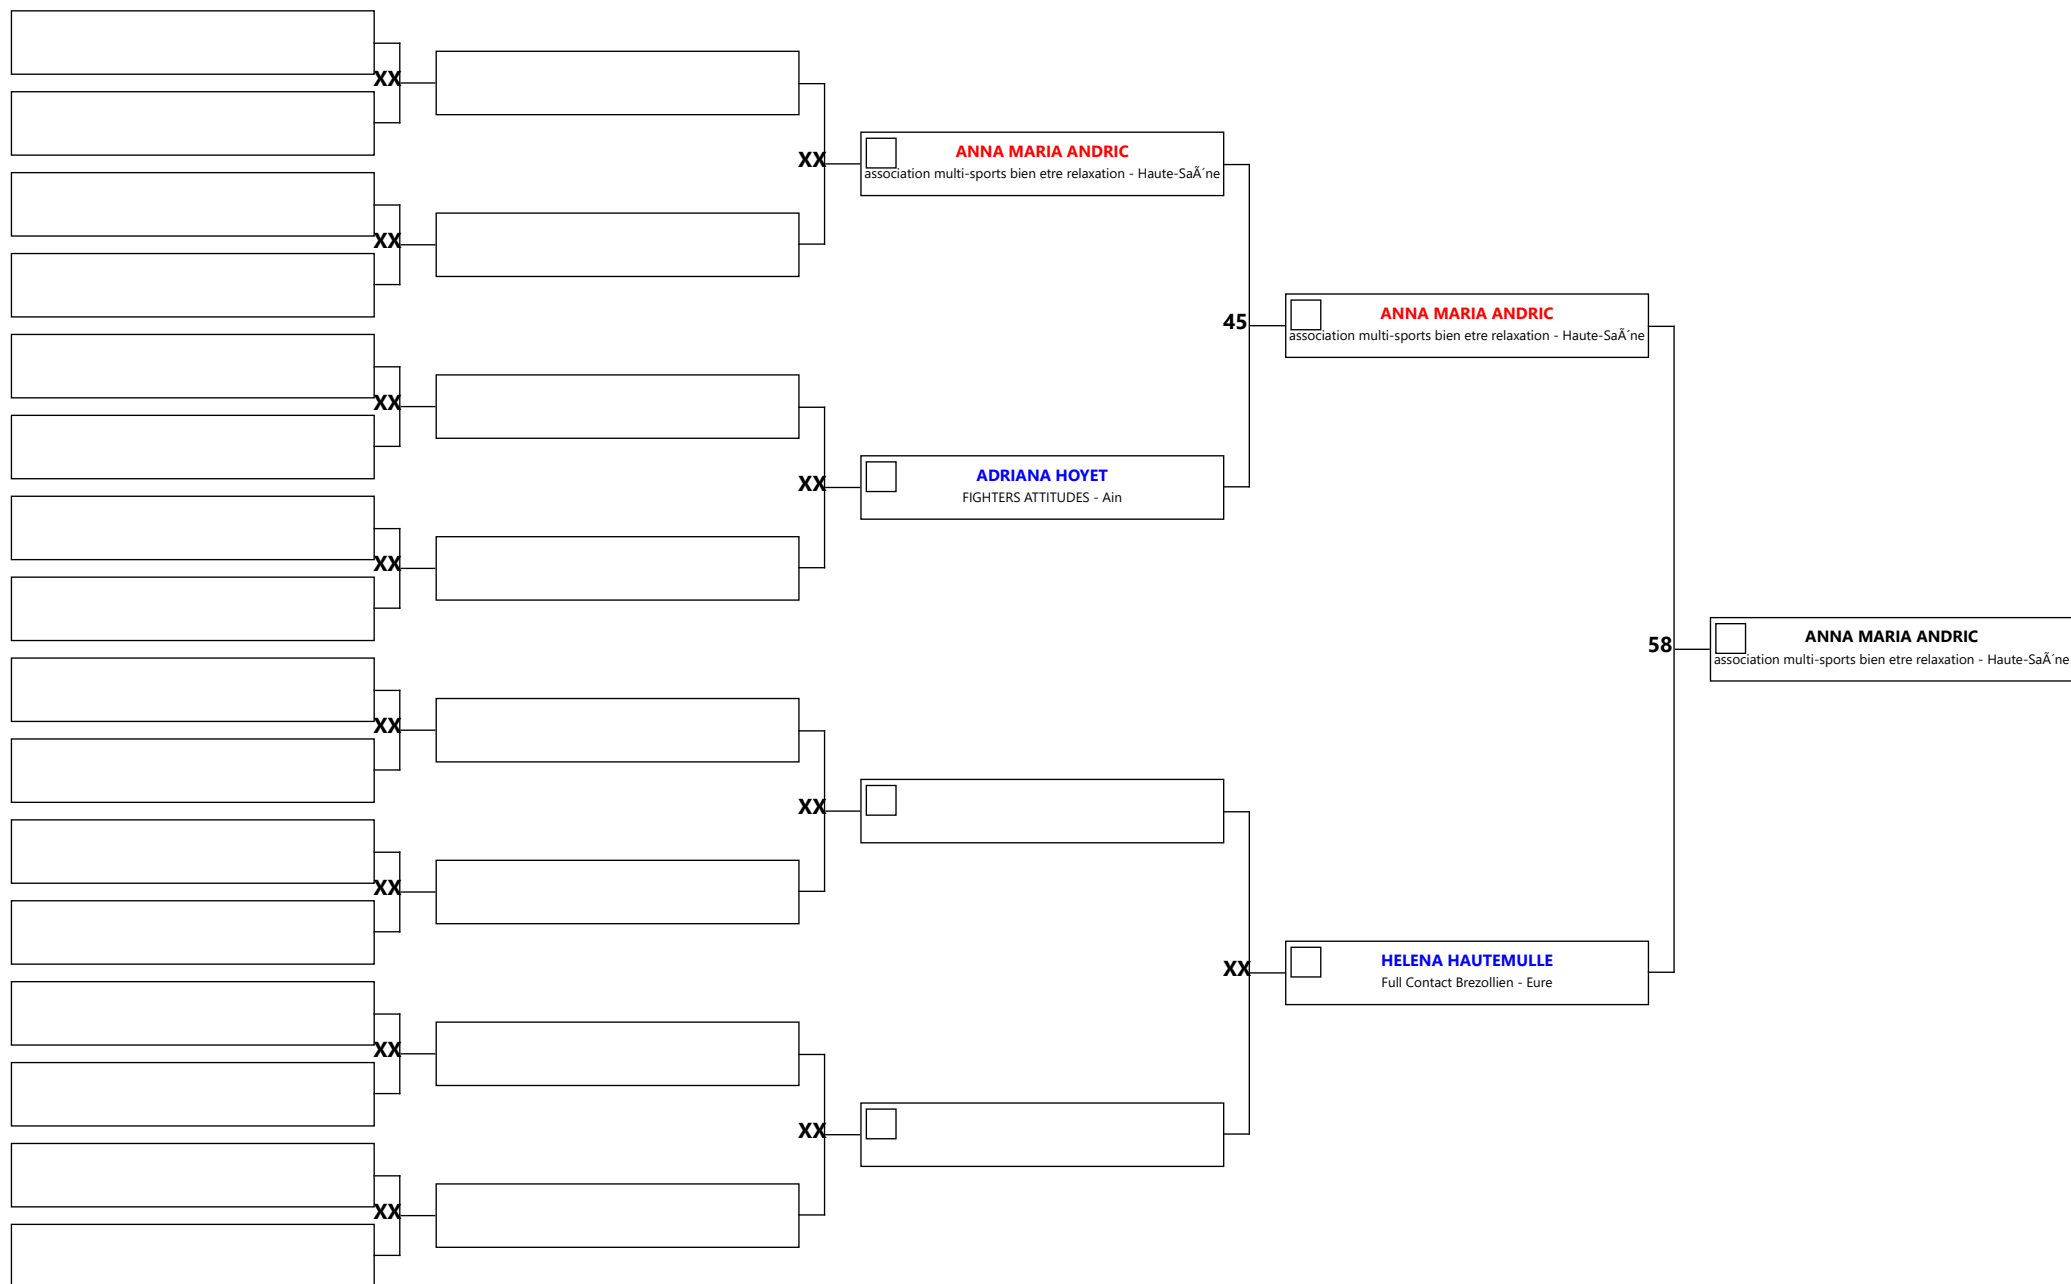 XX
XX
ANNA MARIA ANDRIC
association multi-sports bien etre relaxation - Haute-SaÃ´ne
XX
45
ANNA MARIA ANDRIC
association multi-sports bien etre relaxation - Haute-SaÃ´ne
XX
XX
ADRIANA HOYET
FIGHTERS ATTITUDES - Ain
XX
58
ANNA MARIA ANDRIC
association multi-sports bien etre relaxation - Haute-SaÃ´ne
XX
XX
XX
XX
HELENA HAUTEMULLE
Full Contact Brezollien - Eure
XX
XX
XX